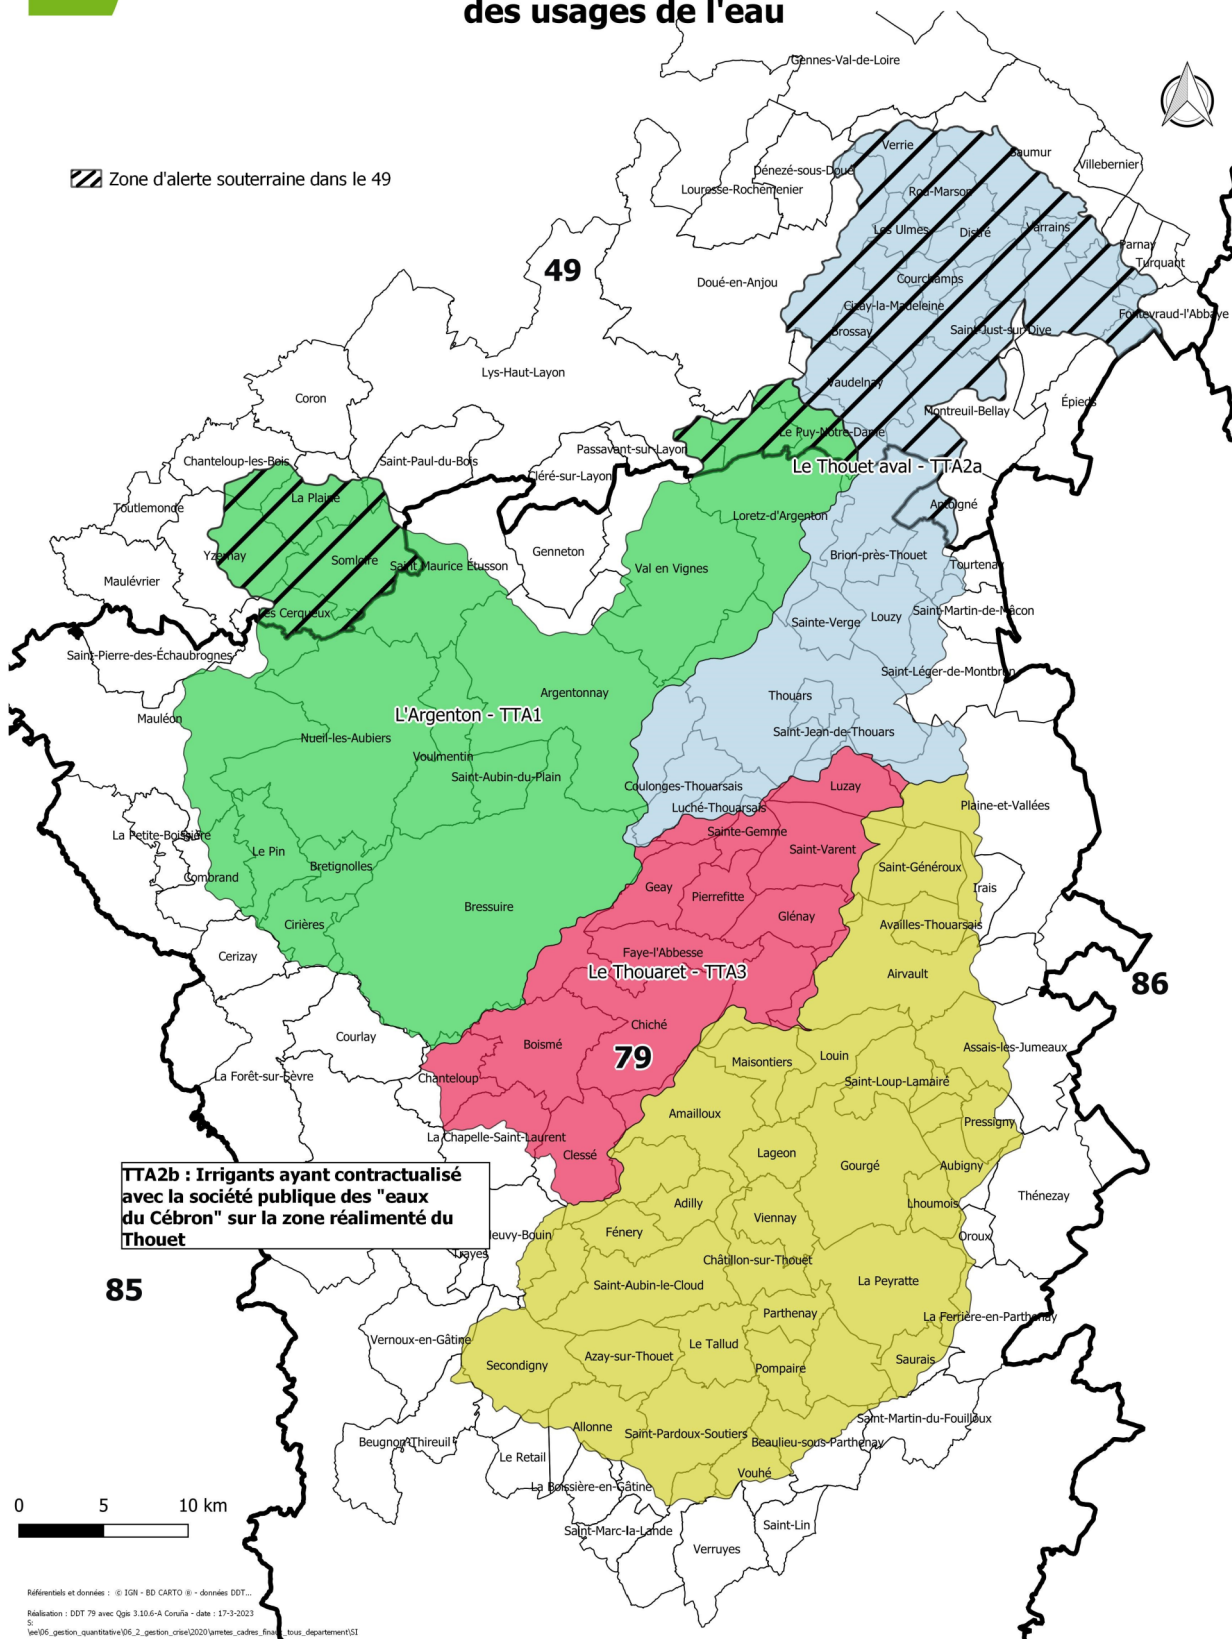 des usages de l'eau
Gennes-Val-de-Loire
Verrie
Saumur
Villebernier
Zone d'alerte souterraine dans le 49
Dénezé-sous-Doué
Louresse-Rochemenier
Rou-Marson
Les Ulmes
Distré
Varrains
Parnay
Turquant
49
Doué-en-Anjou
Courchamps
Cizay-la-Madeleine
Fontevraud-l'Abbaye
Brossay
Saint-Just-sur-Dive
Lys-Haut-Layon
Vaudelnay
Coron
Épieds
Montreuil-Bellay
Le Puy-Notre-Dame
Passavant-sur-Layon
Chanteloup-les-Bois
Saint-Paul-du-Bois
Le Thouet aval - TTA2a
Cléré-sur-Layon
La Plaine
Toutlemonde
Antoigné
Loretz-d'Argenton
Yzernay
Somloire
Saint Maurice Étusson
Genneton
Brion-près-Thouet
Val en Vignes
Tourtenay
Maulévrier
Les Cerqueux
Saint-Martin-de-Mâcon
Sainte-Verge
Louzy
Saint-Pierre-des-Échaubrognes
Saint-Léger-de-Montbrun
Argentonnay
Thouars
L'Argenton - TTA1
Mauléon
Saint-Jean-de-Thouars
Nueil-les-Aubiers
Voulmentin
Saint-Aubin-du-Plain
Coulonges-Thouarsais
Luzay
Luché-Thouarsais
Plaine-et-Vallées
La Petite-Boissière
Sainte-Gemme
Le Pin
Saint-Varent
Bretignolles
Saint-Généroux
Combrand
Geay
Pierrefitte
Irais
Bressuire
Glénay
Cirières
Availles-Thouarsais
Cerizay
Faye-l'Abbesse
Le Thouaret - TTA3
Airvault
86
Chiché
Courlay
Boismé
79
Maisontiers
Louin
Assais-les-Jumeaux
La Forêt-sur-Sèvre
Chanteloup
Saint-Loup-Lamairé
Amailloux
Pressigny
La Chapelle-Saint-Laurent
Clessé
Lageon
Gourgé
Aubigny
TTA2b : Irrigants ayant contractualisé
avec la société publique des "eaux
du Cébron" sur la zone réalimenté du
Thouet
Thénezay
Adilly
Lhoumois
Viennay
Neuvy-Bouin
Fénery
Oroux
Trayes
Châtillon-sur-Thouet
85
Saint-Aubin-le-Cloud
La Peyratte
Parthenay
La Ferrière-en-Parthenay
Vernoux-en-Gâtine
Le Tallud
Secondigny
Azay-sur-Thouet
Pompaire
Saurais
Allonne
Saint-Martin-du-Fouilloux
Saint-Pardoux-Soutiers
Beugnon-Thireuil
Beaulieu-sous-Parthenay
Le Retail
Vouhé
La Boissière-en-Gâtine
0 5 10 km
Saint-Marc-la-Lande
Saint-Lin
Verruyes
Référentiels et données : © IGN - BD CARTO ® - données DDT...
Réalisation : DDT 79 avec Qgis 3.10.6-A Coruña - date : 17-3-2023
S: